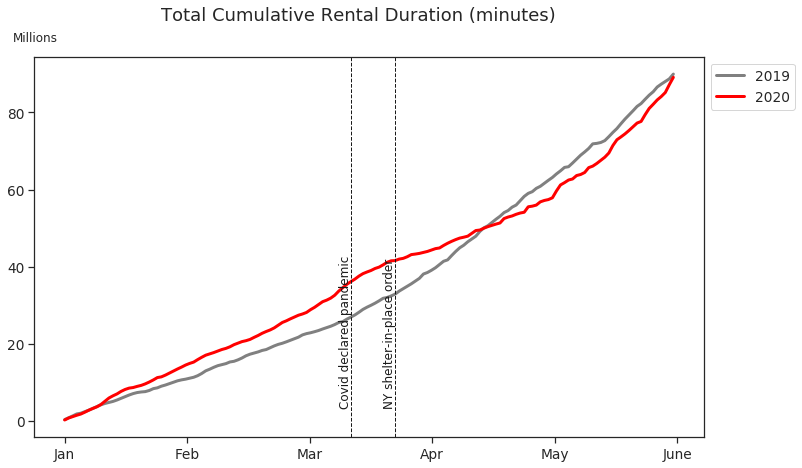 Total Cumulative Rental Duration (minutes)
Millions
2019
2020
80
60
40
20
0
Covid declared pandemic
NY shelter-in-place order
Jan
Feb
Mar
Apr
May
June